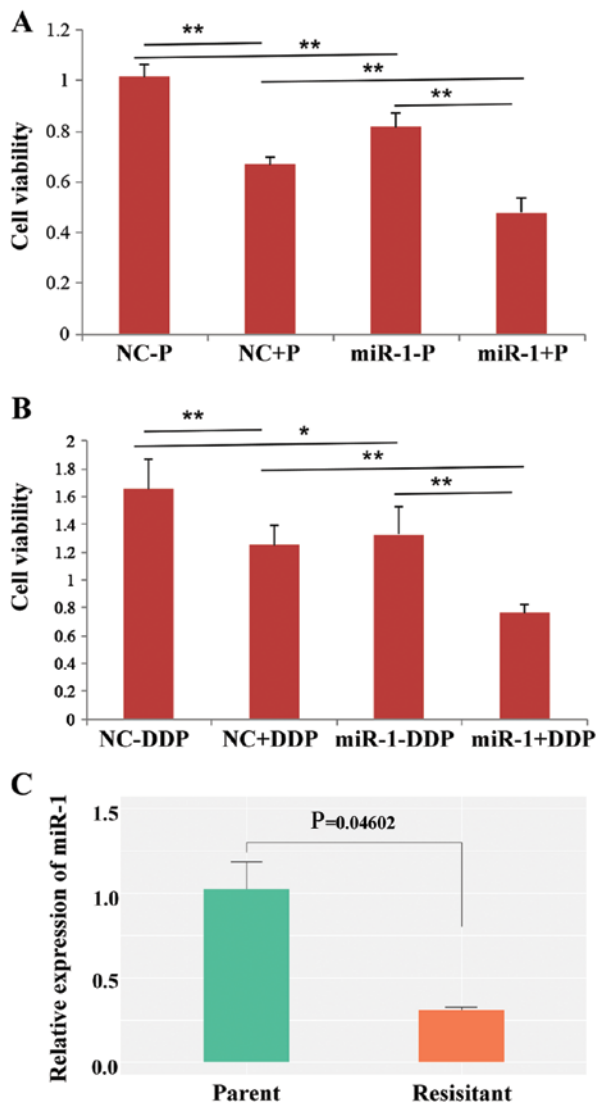 A
Cell viability
1.2
1
0.8
0.6
0.4
0.2
0
**
**
**
**
NC-P
NC+P
miR-1-P
miR-1+P
B
Cell viability
2
1.8
1.6
1.4
1.2
1
0.8
0.6
0.4
0.2
0
**
*
**
**
NC-DDP
NC+DDP
miR-1-DDP
miR-1+DDP
C
Relative expression of miR-1
1.5
1.0
0.5
0.0
P=0.04602
Parent
Resisitant